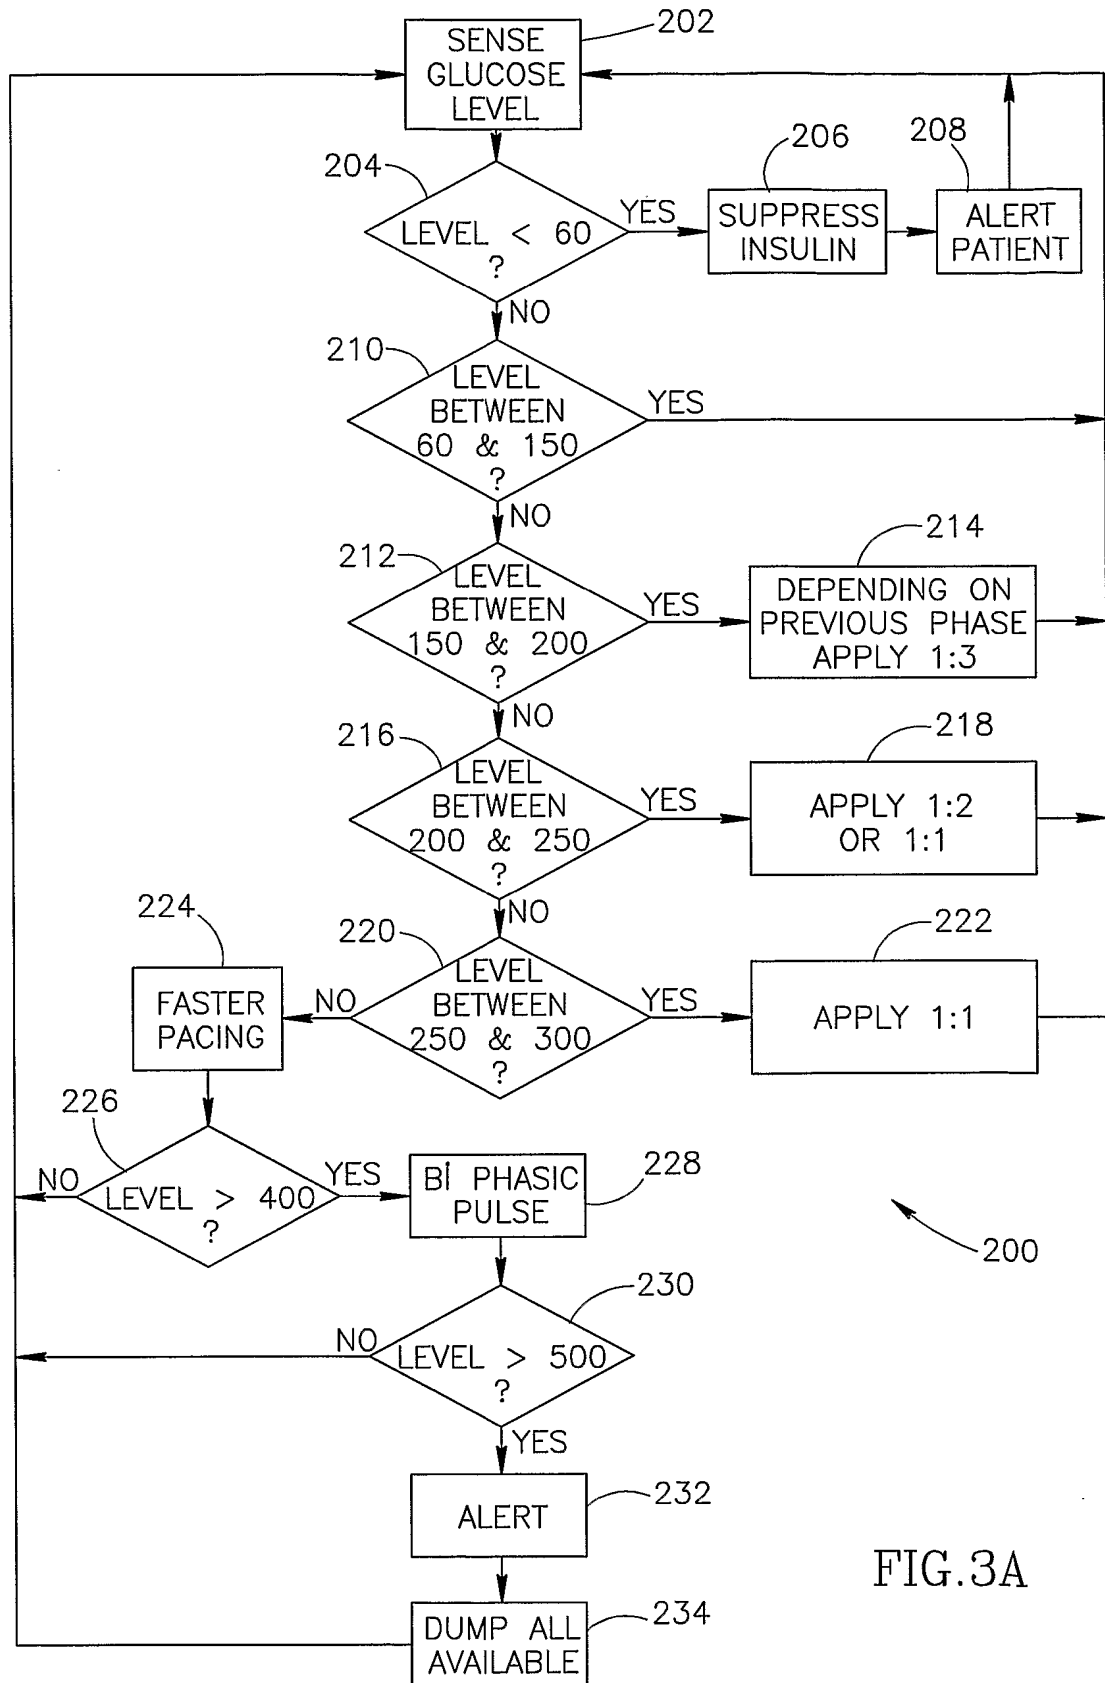 202
SENSE
GLUCOSE
LEVEL
204
206
208
LEVEL < 60
?
YES
SUPPRESS
INSULIN
ALERT
PATIENT
NO
210
LEVEL
BETWEEN
60 & 150
?
YES
NO
212
214
LEVEL
BETWEEN
150 & 200
?
YES
DEPENDING ON
PREVIOUS PHASE
APPLY 1:3
NO
216
218
LEVEL
BETWEEN
200 & 250
?
YES
APPLY 1:2
OR 1:1
NO
224
220
222
LEVEL
BETWEEN
250 & 300
?
NO
YES
FASTER
PACING
APPLY 1:1
226
NO
LEVEL > 400
?
YES
BI PHASIC
PULSE
228
200
230
NO
LEVEL > 500
?
YES
ALERT
232
DUMP ALL
AVAILABLE
234
FIG.3A